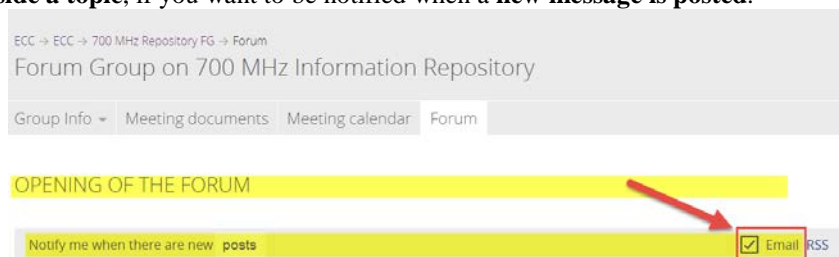 side a topic, if you want to be notified when a new message is posted.
ECC → ECC → 700 MHz Repository FG → Forum
Forum Group on 700 MHz Information Repository
Group Info Meeting documents Meeting calendar Forum
OPENING OF THE FORUM
Notify me when there are new posts Email RSS